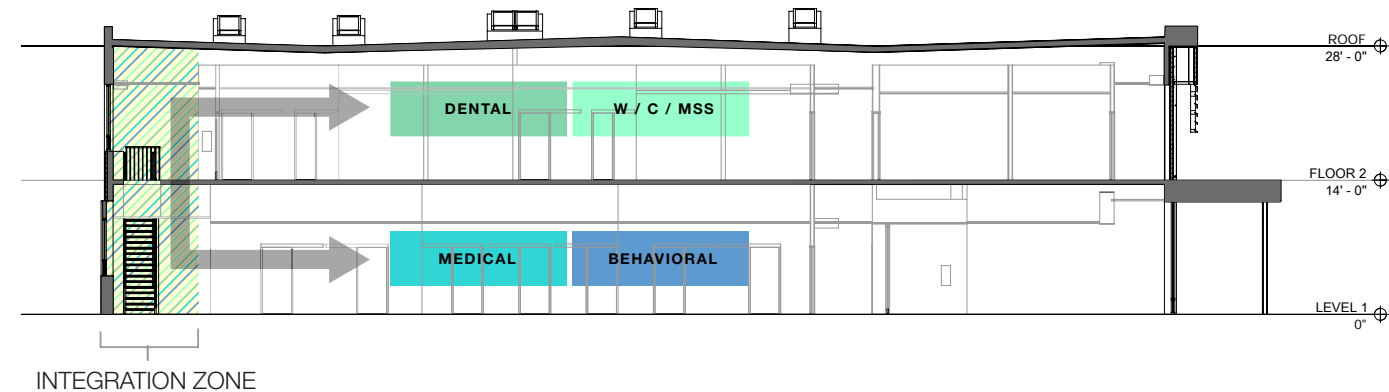 ROOF
28' - 0"
DENTAL
W / C / MSS
FLOOR 2
14' - 0"
MEDICAL
BEHAVIORAL
LEVEL 1
0"
INTEGRATION ZONE